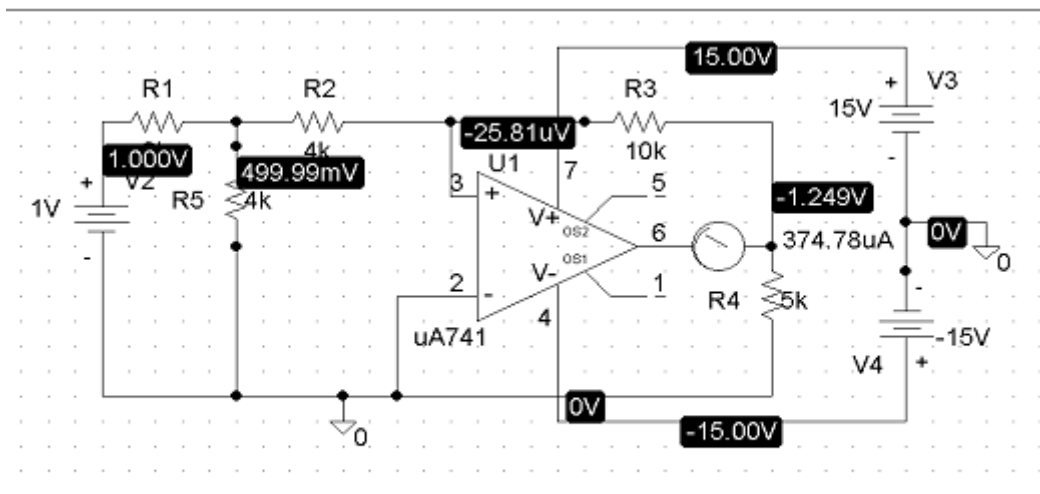 15.00V
R1 R2 R3 V3
15V
+
-25.81uV
10k
1.000V
4k
499.99mV
U1
7
+ V2
1V
R5 4k
3 + 5
-
-1.249V
V+
OS2
6
374.78uA
0V
0
OS1
V-
2 - 1
-
R4 5k
4
uA741
-15V
V4 +
0V
-15.00V
0